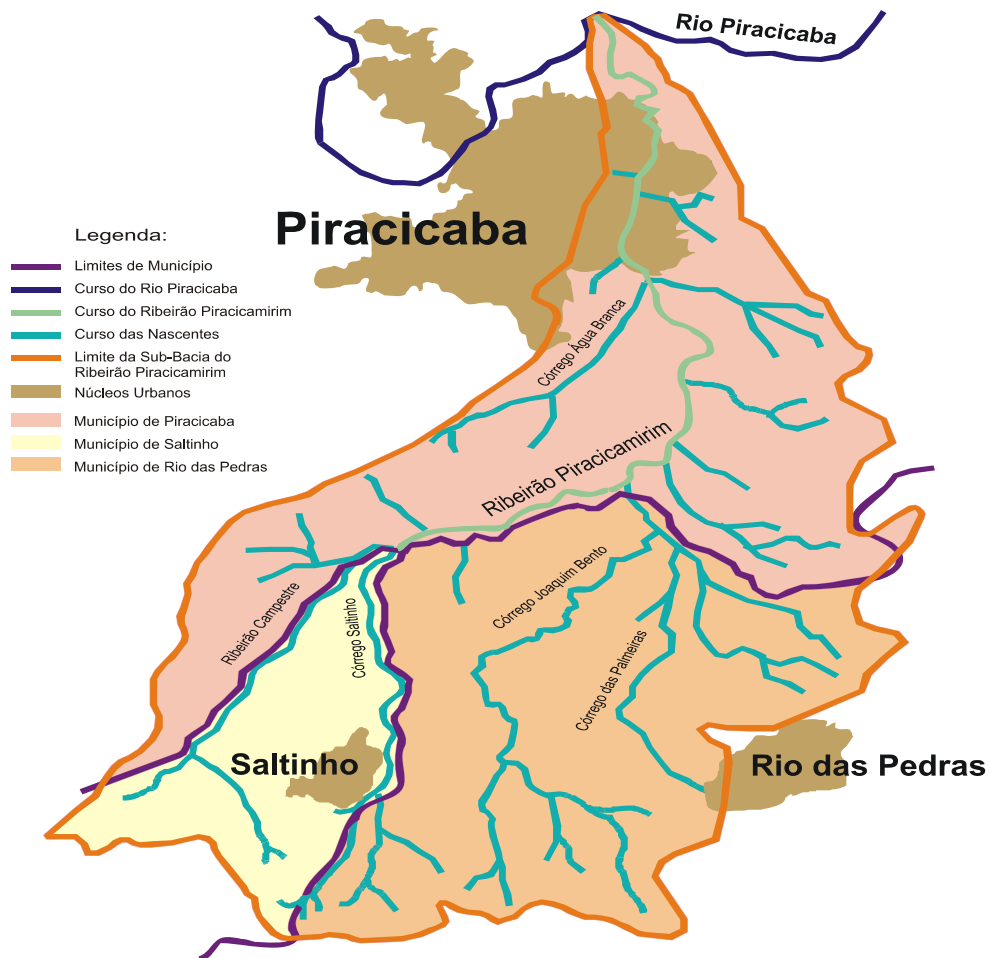 Rio Piracicaba
Piracicaba
Legenda:
Limites de Município
Curso do Rio Piracicaba
Curso do Ribeirão Piracicamirim
Curso das Nascentes
Limite da Sub-Bacia do
Ribeirão Piracicamirim
Núcleos Urbanos
Município de Piracicaba
Município de Saltinho
Município de Rio das Pedras
Córrego Água Branca
Ribeirão Piracicamirim
Ribeirão Campestre
Córrego Saltinho
Córrego Joaquim Bento
Córrego das Palmeiras
Saltinho
Rio das Pedras